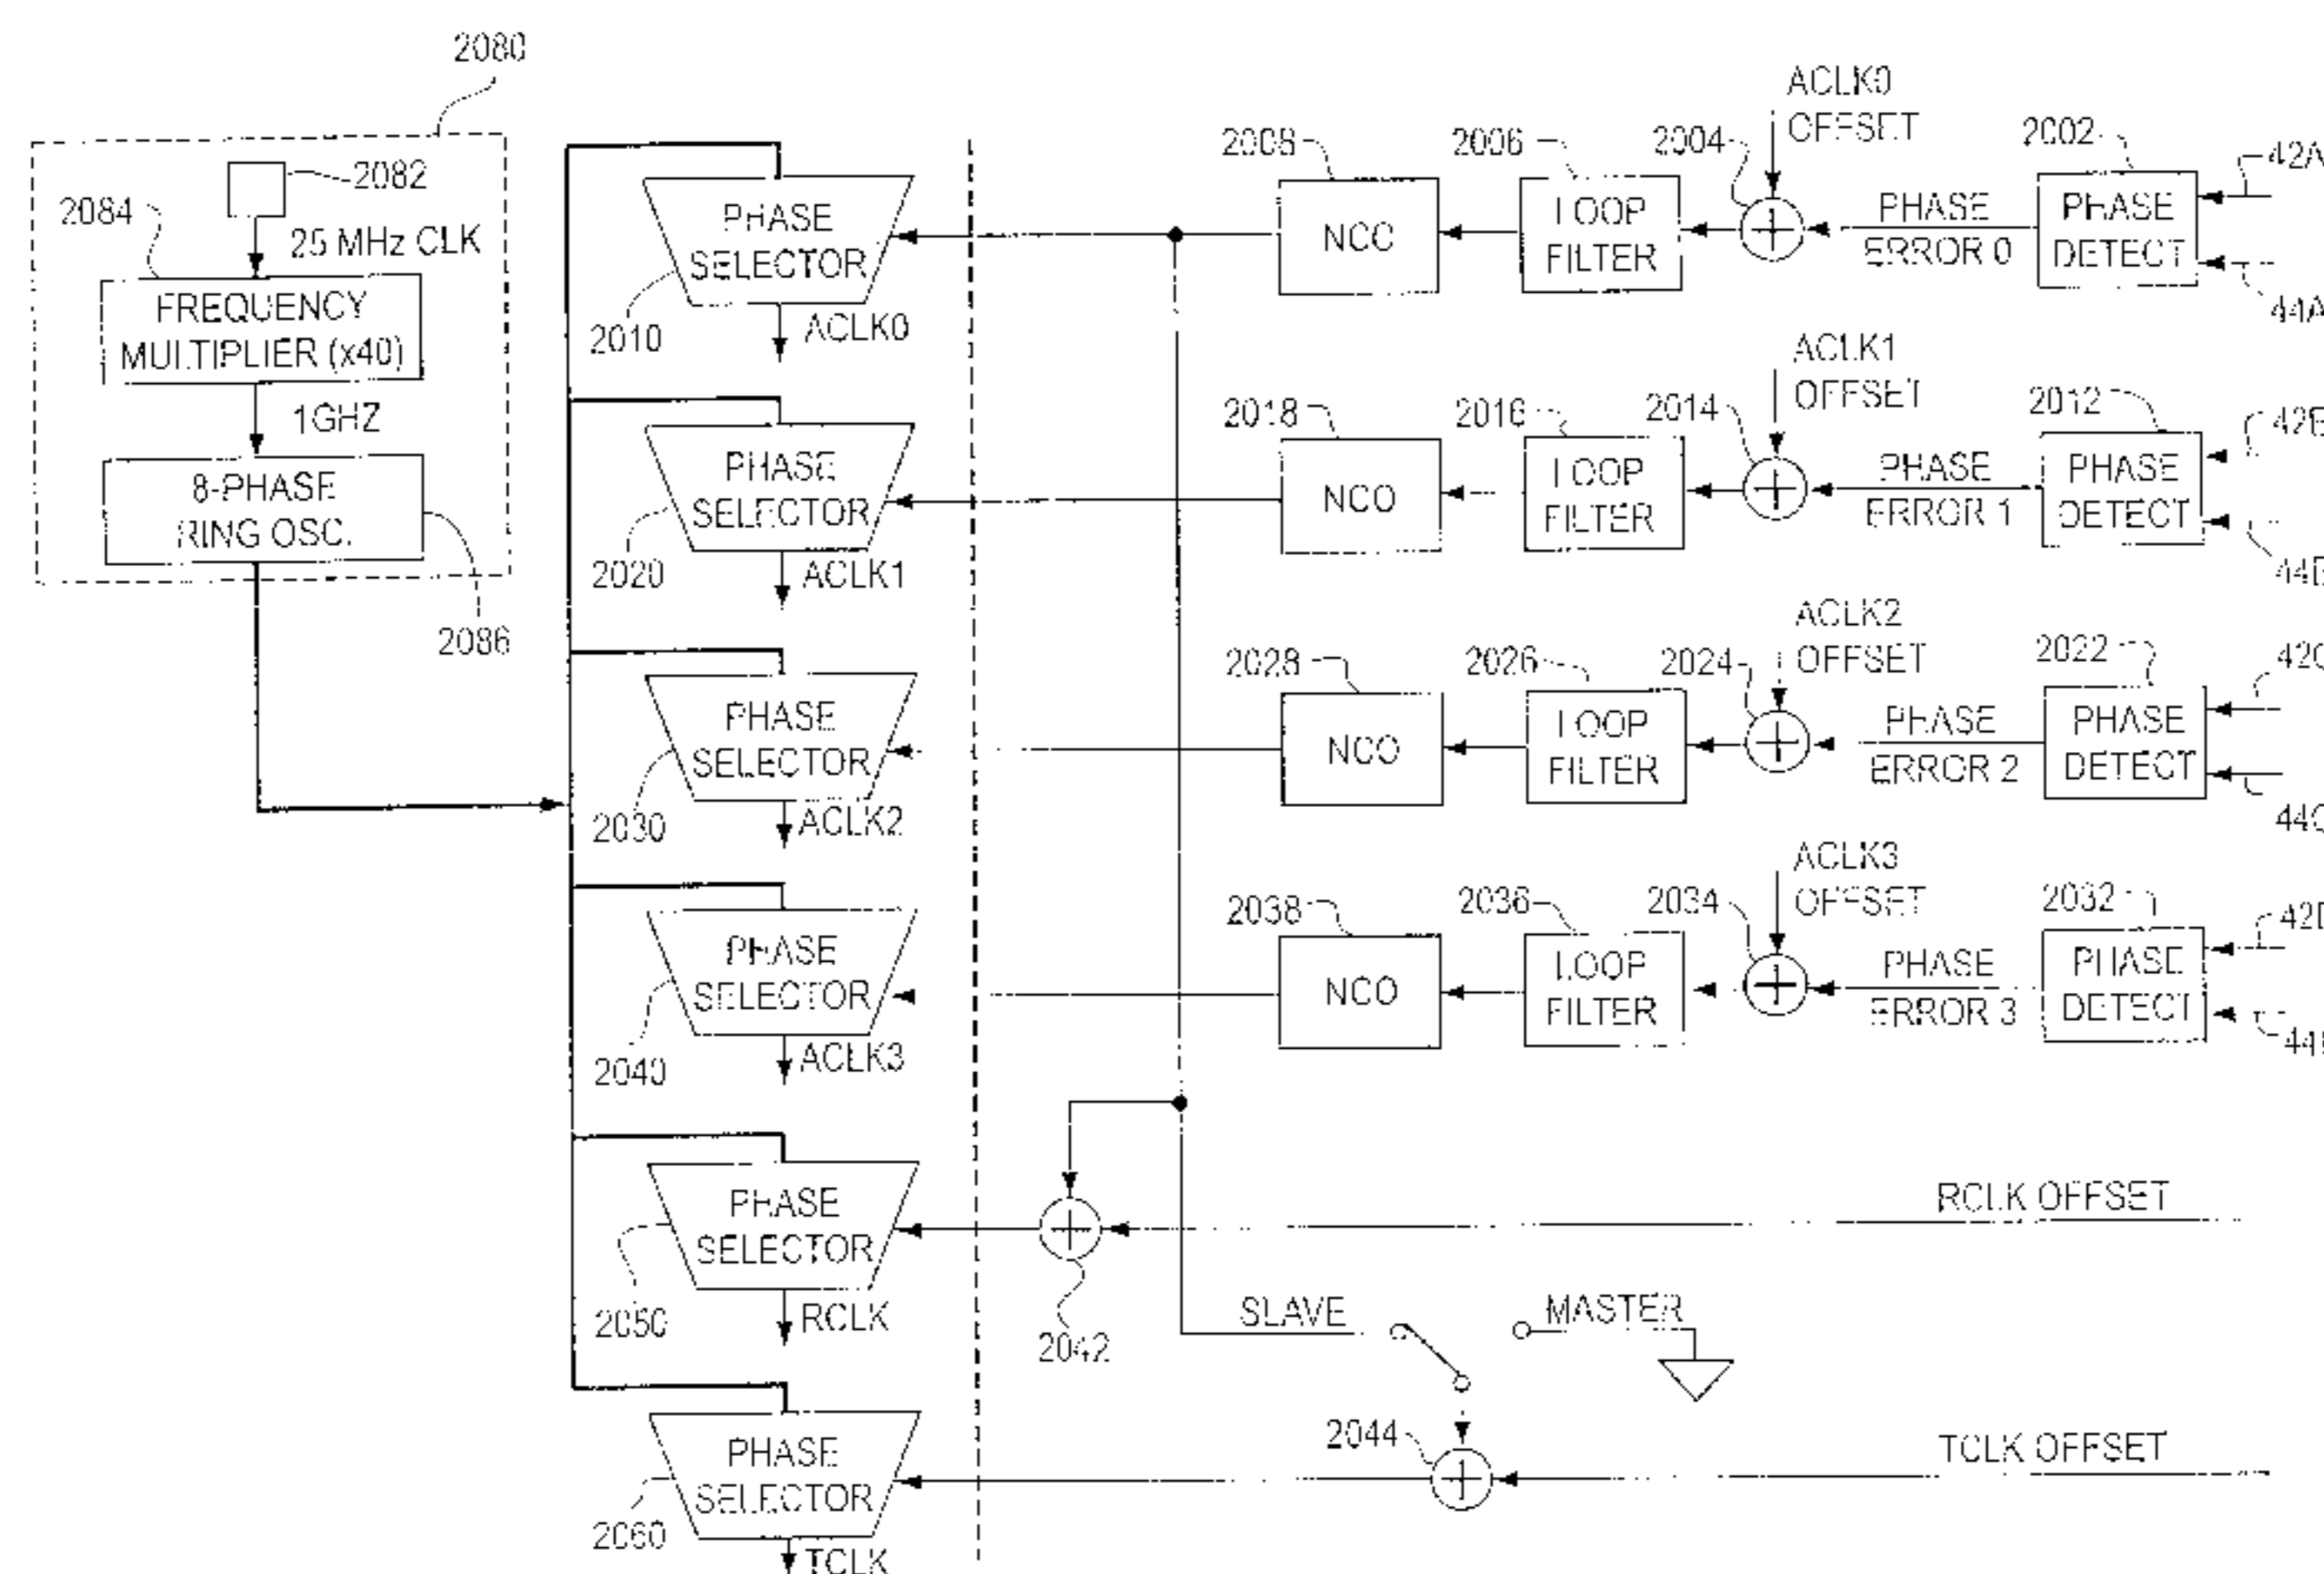 2080
2082
2084
25 MHz CLK
FREQUENCY
MULTIPLIER (x40)
1GHZ
8-PHASE
RING OSC.
2086
PHASE
SELECTOR
2010
ACLK0
2008
NCO
2006
LOOP
FILTER
2004
ACLK0
OFFSET
PHASE
ERROR 0
2002
PHASE
DETECT
42A
44A
PHASE
SELECTOR
2020
ACLK1
2018
NCO
2016
LOOP
FILTER
2014
ACLK1
OFFSET
PHASE
ERROR 1
2012
PHASE
DETECT
PHASE
SELECTOR
2030
ACLK2
2028
NCO
2026
LOOP
FILTER
2024
ACLK2
OFFSET
PHASE
ERROR 2
2022
PHASE
DETECT
PHASE
SELECTOR
2040
ACLK3
2038
NCO
2036
LOOP
FILTER
2034
ACLK3
OFFSET
PHASE
ERROR 3
2032
PHASE
DETECT
PHASE
SELECTOR
2050
RCLK
2042
RCLK OFFSET
SLAVE
MASTER
PHASE
SELECTOR
2060
TCLK
2044
TCLK OFFSET